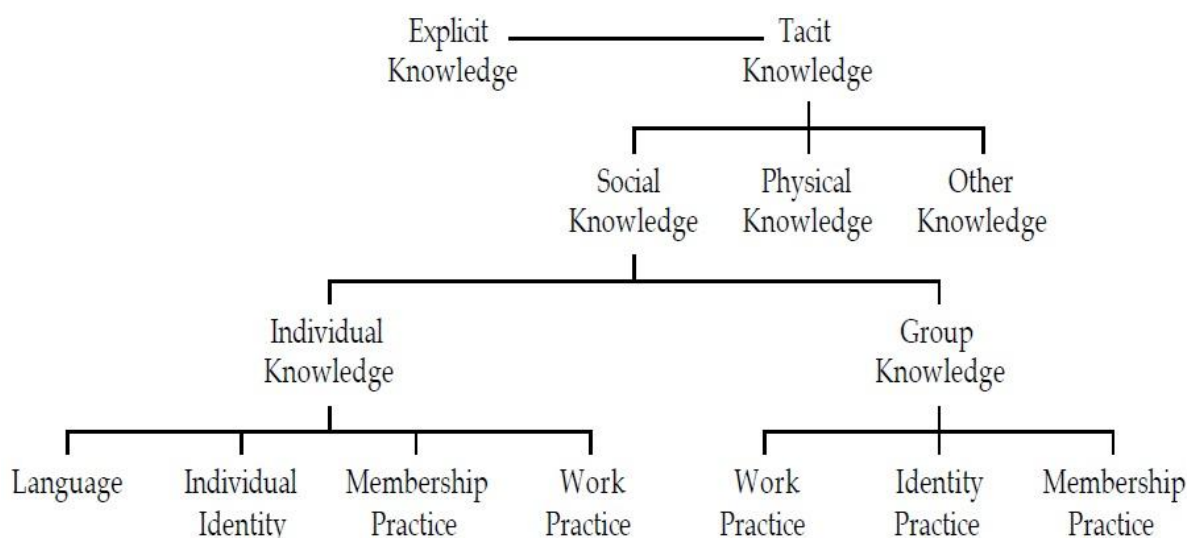 Explicit Knowledge
Tacit Knowledge
Social Knowledge
Physical Knowledge
Other Knowledge
Individual Knowledge
Group Knowledge
Language
Individual Identity
Membership Practice
Work Practice
Work Practice
Identity Practice
Membership Practice